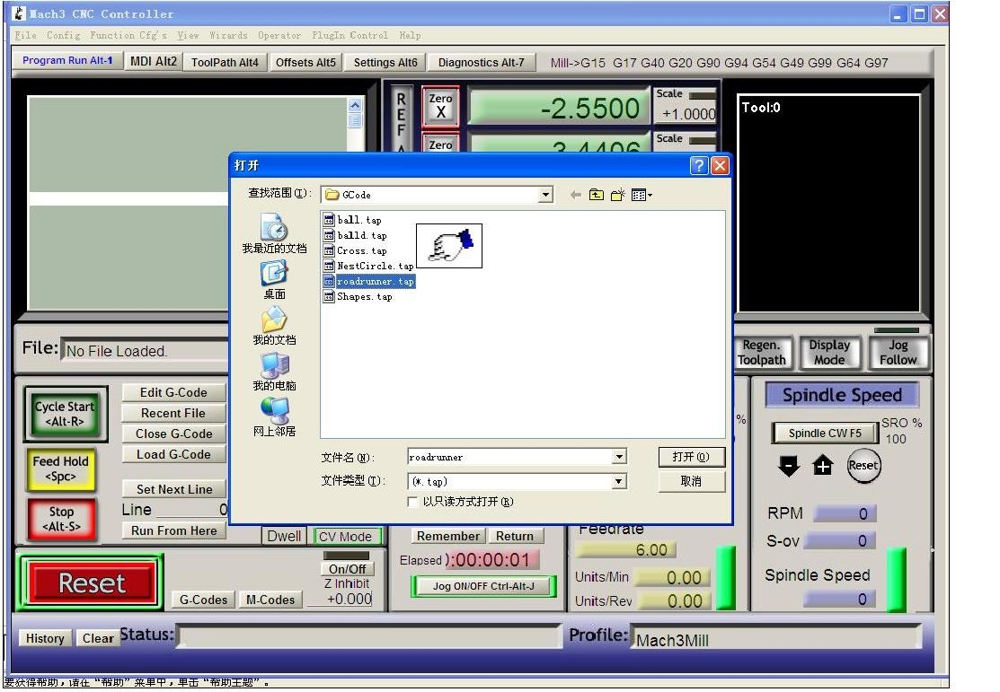 Mach3 CNC Controller
File Config Function Cfg's View Wizards Operator PlugIn Control Help
Program Run Alt-1 MDI Alt2 ToolPath Alt4 Offsets Alt5 Settings Alt6 Diagnostics Alt-7 Mill->G15 G17 G40 G20 G90 G94 G54 G49 G99 G64 G97
REF
Zero X -2.5500 Scale +1.0000
Zero Scale
Tool:0
打开
查找范围(I): GCode
我最近的文档
桌面
我的文档
我的电脑
网上邻居
ball.tap
balld.tap
Cross.tap
NestCircle.tap
roadrunner.tap
Shapes.tap
文件名(N): roadrunner 打开(O)
文件类型(T): (*.tap) 取消
以只读方式打开(R)
File: No File Loaded.
Regen. Toolpath
Display Mode
Jog Follow
Cycle Start <Alt-R>
Feed Hold <Spc>
Stop <Alt-S>
Edit G-Code
Recent File
Close G-Code
Load G-Code
Set Next Line
Line 0
Run From Here
Dwell CV Mode
Reset
G-Codes M-Codes
On/Off
Z Inhibit
+0.000
Remember Return
Elapsed :00:00:01
Jog ON/OFF Ctrl-Alt-J
%
Feedrate
6.00
Units/Min 0.00
Units/Rev 0.00
Spindle Speed
Spindle CW F5
SRO %
100
Reset
RPM 0
S-ov 0
Spindle Speed
0
History Clear Status: Profile: Mach3Mill
要获得帮助，请在“帮助”菜单中，单击“帮助主题”。